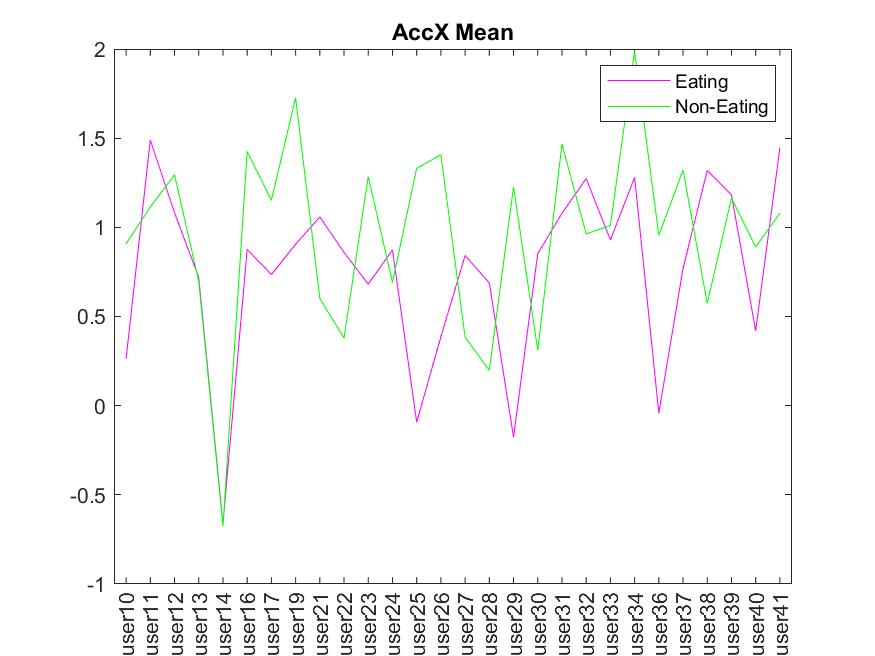 AccX Mean
2
1.5
1
0.5
0
-0.5
-1
Eating
Non-Eating
user10
user11
user12
user13
user14
user16
user17
user19
user21
user22
user23
user24
user25
user26
user27
user28
user29
user30
user31
user32
user33
user34
user36
user37
user38
user39
user40
user41